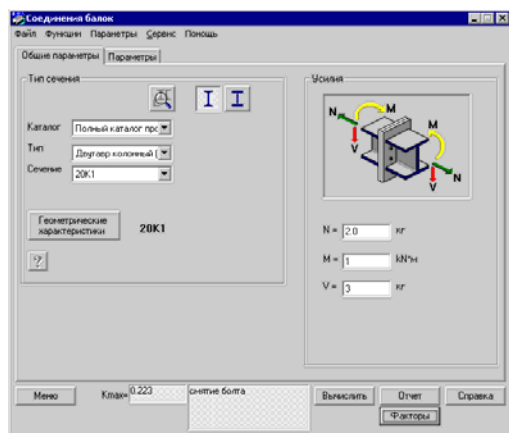 Соединения балок
Файл Функции Параметры Сервис Помощь
Общие параметры Параметры
Тип сечения
Каталог Полный каталог про
Тип Двутавр колонный (
Сечение 20К1
Геометрические характеристики 20К1
?
Усилия
N M M V V N
N = 2.0 кг
M = 1 kN*м
V = 3 кг
Меню Kmax= 0.223 смятие болта Вычислить Отчет Справка
Факторы